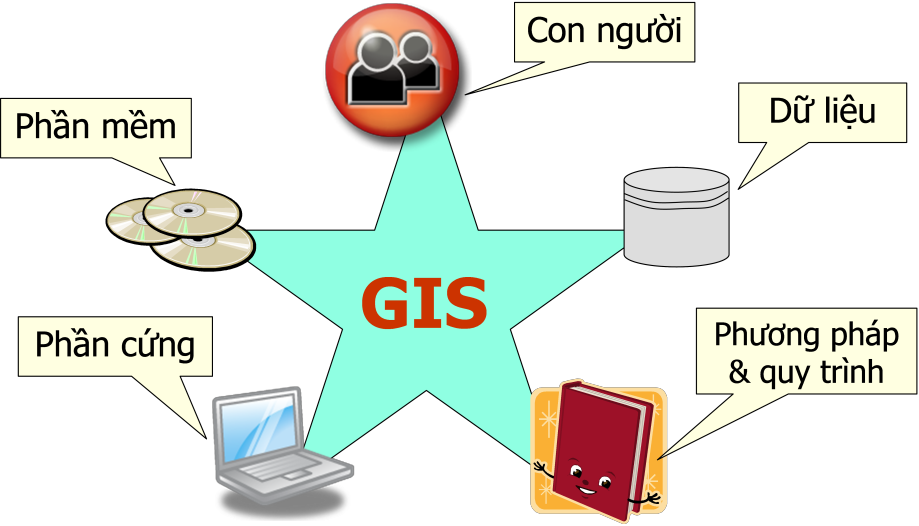 Con người
Phần mềm
Dữ liệu
GIS
Phần cứng
Phương pháp
& quy trình